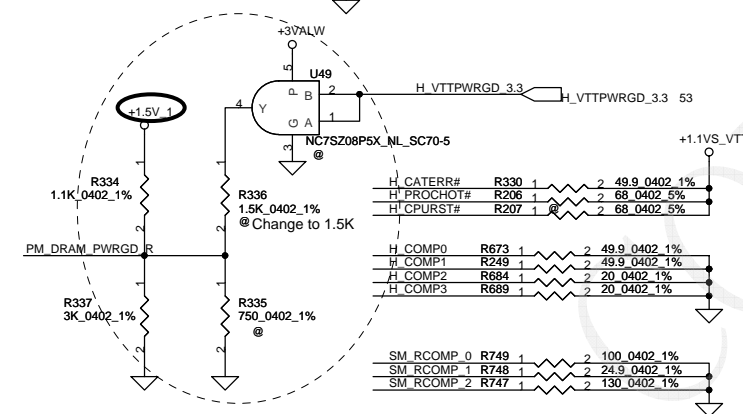 +3VALW
5
U49
P
B
2
H_VTTPWRGD_3.3
H_VTTPWRGD_3.3 53
4
Y
G
A
1
3
NC7SZ08P5X_NL_SC70-5
@
+1.5V_1
+1.1VS_VTT
1
R334
1.1K_0402_1%
2
1
R336
1.5K_0402_1%
@ Change to 1.5K
2
H_CATERR# R330 1 2 49.9_0402_1%
H_PROCHOT# R206 1 2 68_0402_5%
H_CPURST# R207 1 @ 2 68_0402_5%
PM_DRAM_PWRGD_R
H_COMP0 R673 1 2 49.9_0402_1%
H_COMP1 R249 1 2 49.9_0402_1%
H_COMP2 R684 1 2 20_0402_1%
H_COMP3 R689 1 2 20_0402_1%
1
R337
3K_0402_1%
2
1
R335
750_0402_1%
@
2
SM_RCOMP_0 R749 1 2 100_0402_1%
SM_RCOMP_1 R748 1 2 24.9_0402_1%
SM_RCOMP_2 R747 1 2 130_0402_1%